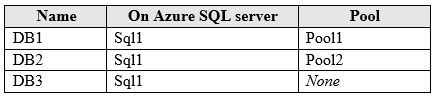 Name On Azure SQL server Pool
DB1 Sql1 Pool1
DB2 Sql1 Pool2
DB3 Sql1 None